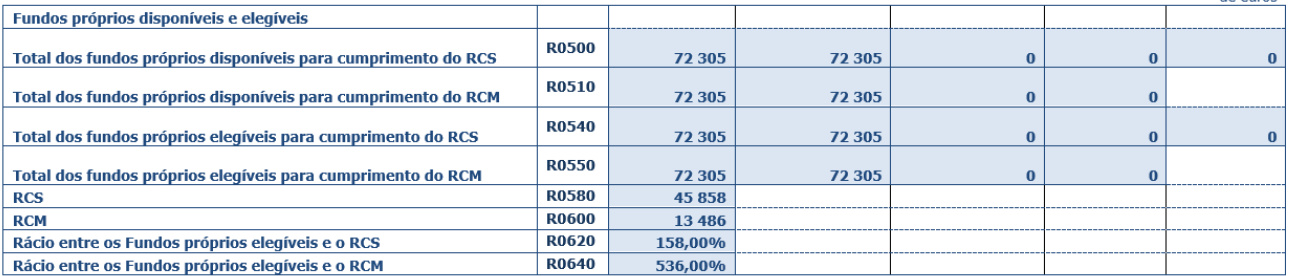 de euros
Fundos próprios disponíveis e elegíveis
Total dos fundos próprios disponíveis para cumprimento do RCS R0500 72 305 72 305 0 0 0
Total dos fundos próprios disponíveis para cumprimento do RCM R0510 72 305 72 305 0 0
Total dos fundos próprios elegíveis para cumprimento do RCS R0540 72 305 72 305 0 0 0
Total dos fundos próprios elegíveis para cumprimento do RCM R0550 72 305 72 305 0 0
RCS R0580 45 858
RCM R0600 13 486
Rácio entre os Fundos próprios elegíveis e o RCS R0620 158,00%
Rácio entre os Fundos próprios elegíveis e o RCM R0640 536,00%